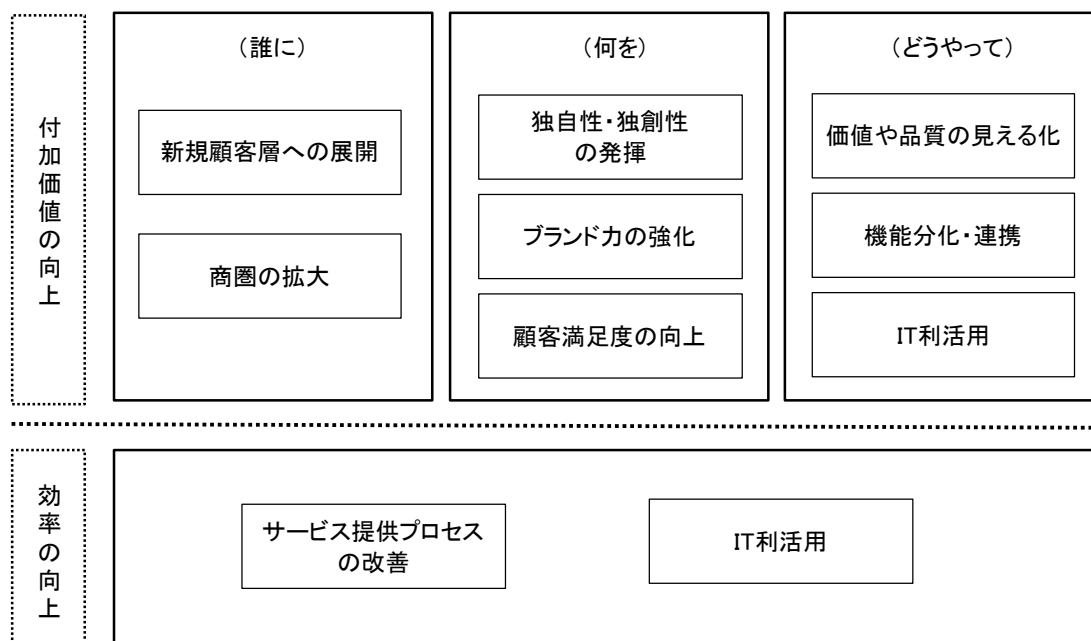 付加価値の向上
（誰に）
新規顧客層への展開
商圏の拡大
（何を）
独自性・独創性
の発揮
ブランド力の強化
顧客満足度の向上
（どうやって）
価値や品質の見える化
機能分化・連携
IT利活用
効率の向上
サービス提供プロセス
の改善
IT利活用